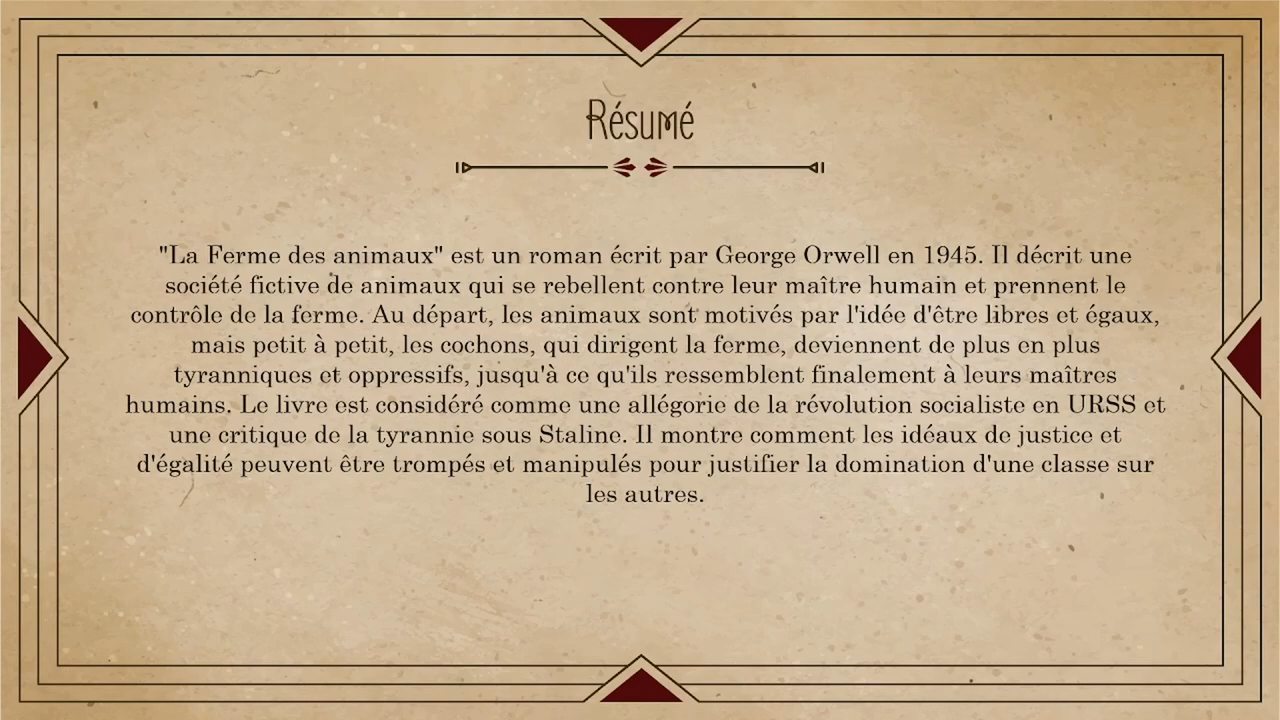 Résumé
"La Ferme des animaux" est un roman écrit par George Orwell en 1945. Il décrit une
société fictive de animaux qui se rebellent contre leur maître humain et prennent le
contrôle de la ferme. Au départ, les animaux sont motivés par l'idée d'être libres et égaux,
mais petit à petit, les cochons, qui dirigent la ferme, deviennent de plus en plus
tyranniques et oppressifs, jusqu'à ce qu'ils ressemblent finalement à leurs maîtres
humains. Le livre est considéré comme une allégorie de la révolution socialiste en URSS et
une critique de la tyrannie sous Staline. Il montre comment les idéaux de justice et
d'égalité peuvent être trompés et manipulés pour justifier la domination d'une classe sur
les autres.